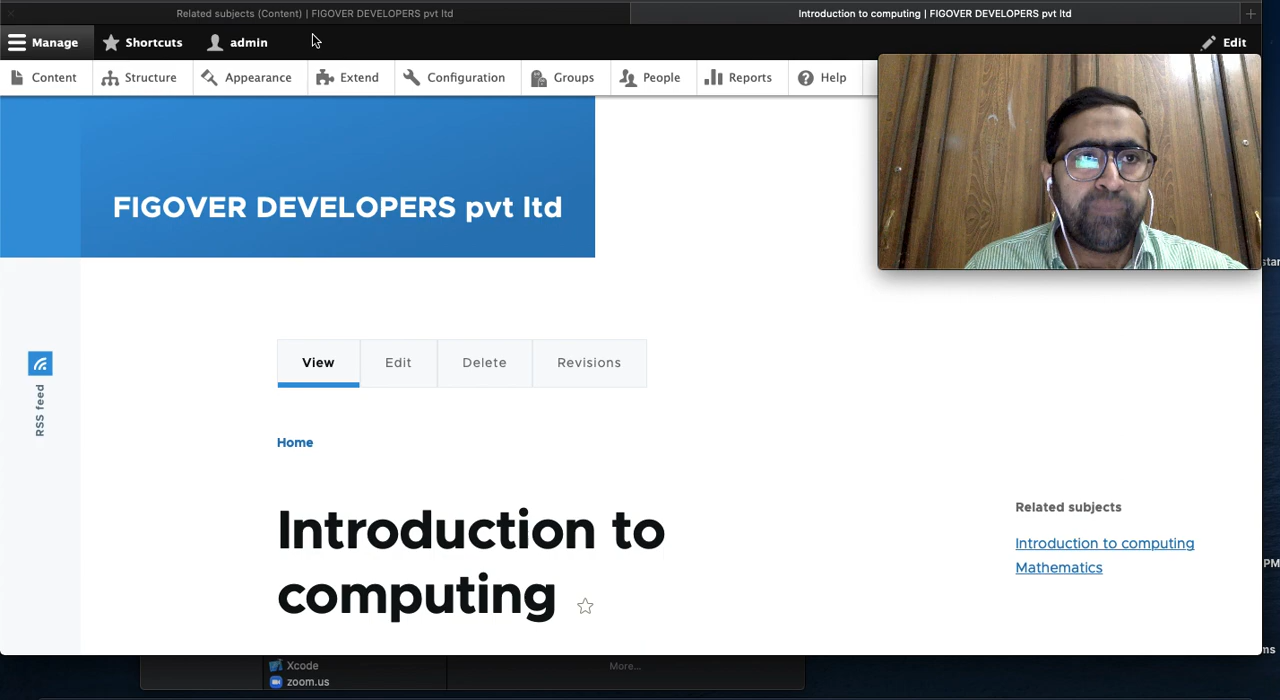 Related subjects (Content) | FIGOVER DEVELOPERS pvt ltd
Introduction to computing | FIGOVER DEVELOPERS pvt ltd
Manage
Shortcuts
admin
Edit
Content
Structure
Appearance
Extend
Configuration
Groups
People
Reports
Help
FIGOVER DEVELOPERS pvt ltd
View
Edit
Delete
Revisions
RSS feed
Home
Introduction to
computing
Related subjects
Introduction to computing
Mathematics
Xcode
More...
zoom.us